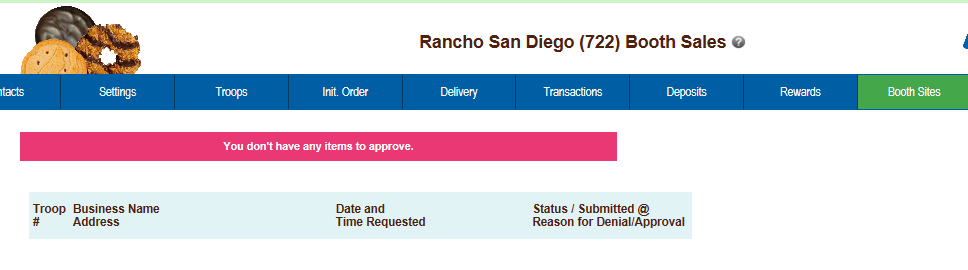 Rancho San Diego (722) Booth Sales ?
ntacts Settings Troops Init. Order Delivery Transactions Deposits Rewards Booth Sites
You don't have any items to approve.
Troop Business Name Date and Status / Submitted @
# Address Time Requested Reason for Denial/Approval